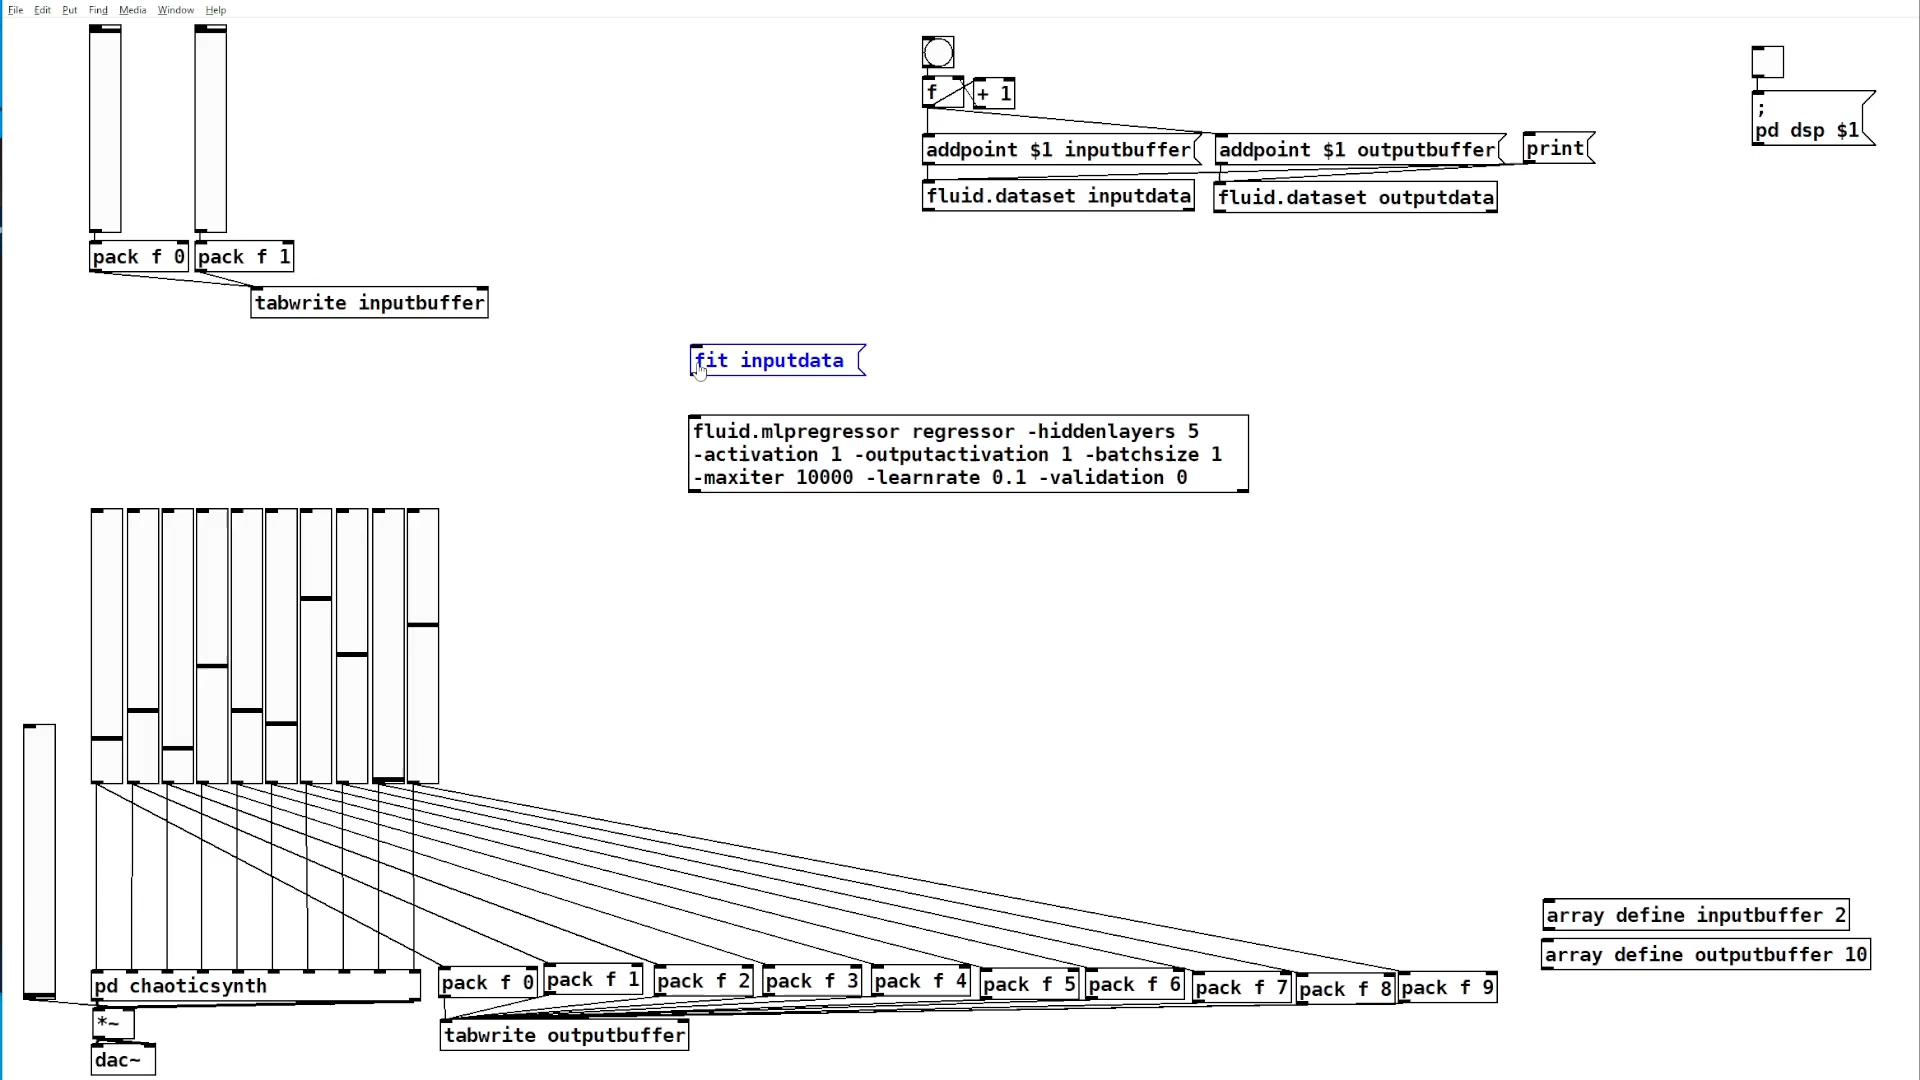 File Edit Put Find Media Window Help
f
+ 1
;
pd dsp $1
addpoint $1 inputbuffer
addpoint $1 outputbuffer
print
fluid.dataset inputdata
fluid.dataset outputdata
pack f 0
pack f 1
tabwrite inputbuffer
fit inputdata
fluid.mlpregressor regressor -hiddenlayers 5
-activation 1 -outputactivation 1 -batchsize 1
-maxiter 10000 -learnrate 0.1 -validation 0
array define inputbuffer 2
array define outputbuffer 10
pd chaoticsynth
pack f 0
pack f 1
pack f 2
pack f 3
pack f 4
pack f 5
pack f 6
pack f 7
pack f 8
pack f 9
*~
tabwrite outputbuffer
dac~